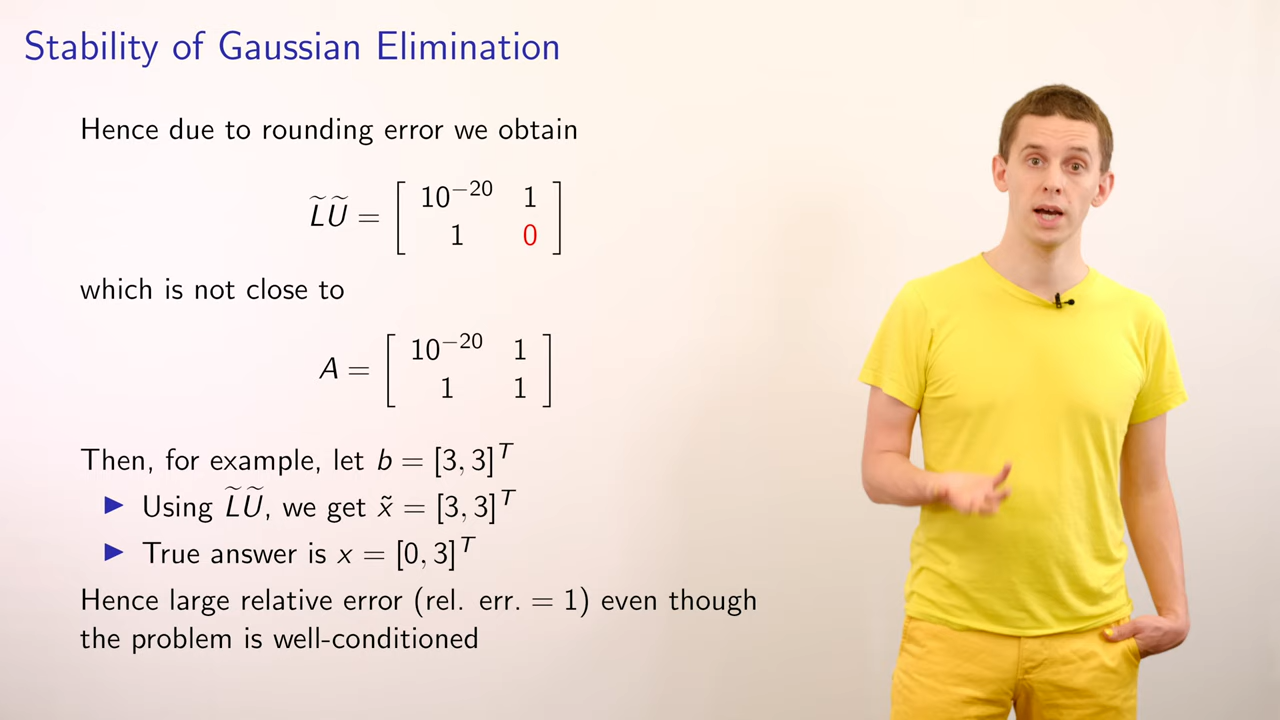 Stability of Gaussian Elimination
Hence due to rounding error we obtain
L̃Ũ = [ 10⁻²⁰ 1
1 0 ]
which is not close to
A = [ 10⁻²⁰ 1
1 1 ]
Then, for example, let b = [3, 3]ᵀ
▶ Using L̃Ũ, we get x̃ = [3, 3]ᵀ
▶ True answer is x = [0, 3]ᵀ
Hence large relative error (rel. err. = 1) even though
the problem is well-conditioned